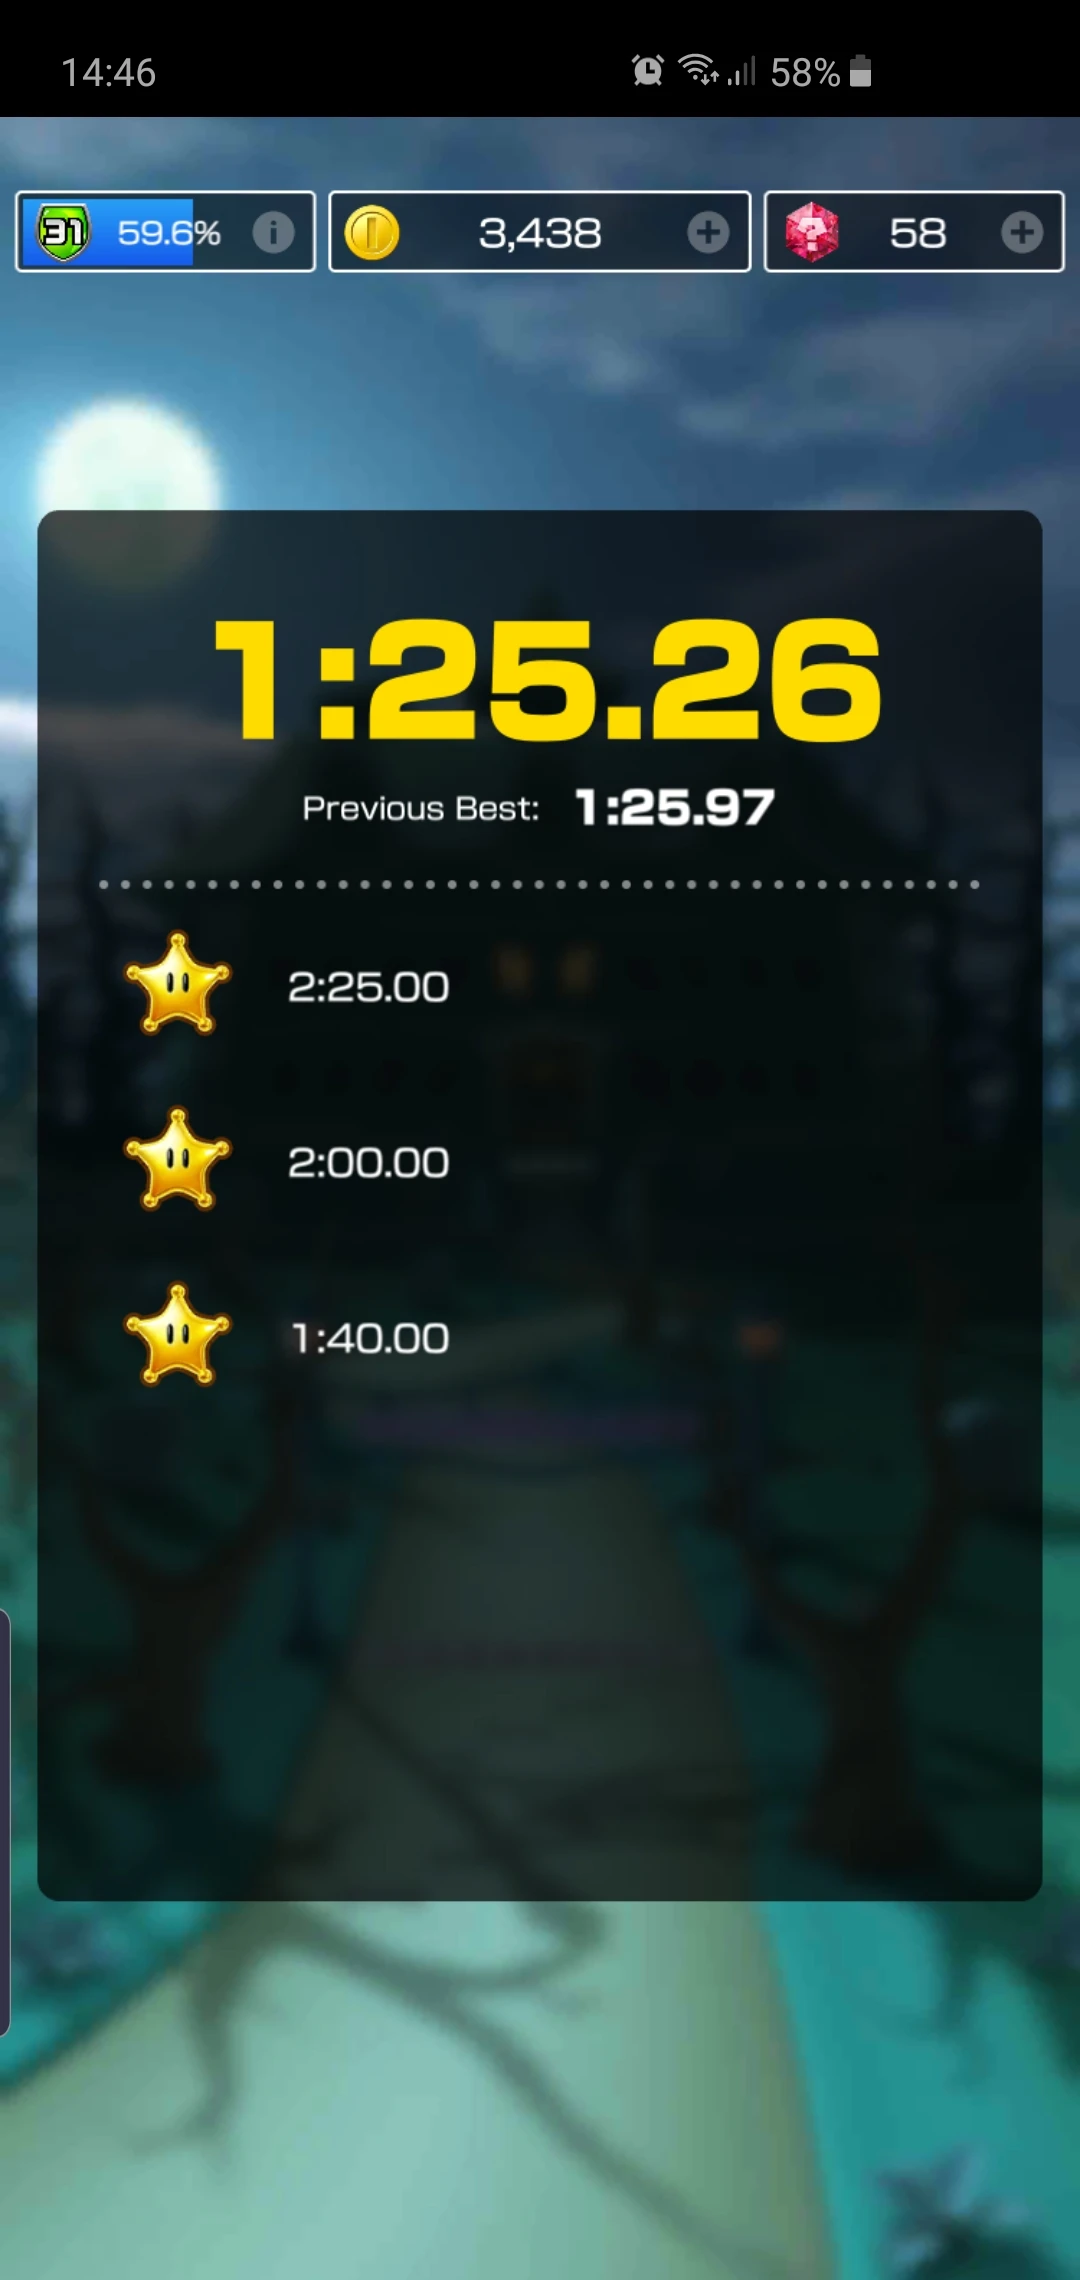 14:46 58%
31 59.6% i 3,438 + ? 58 +
1:25.26
Previous Best: 1:25.97
2:25.00
2:00.00
1:40.00